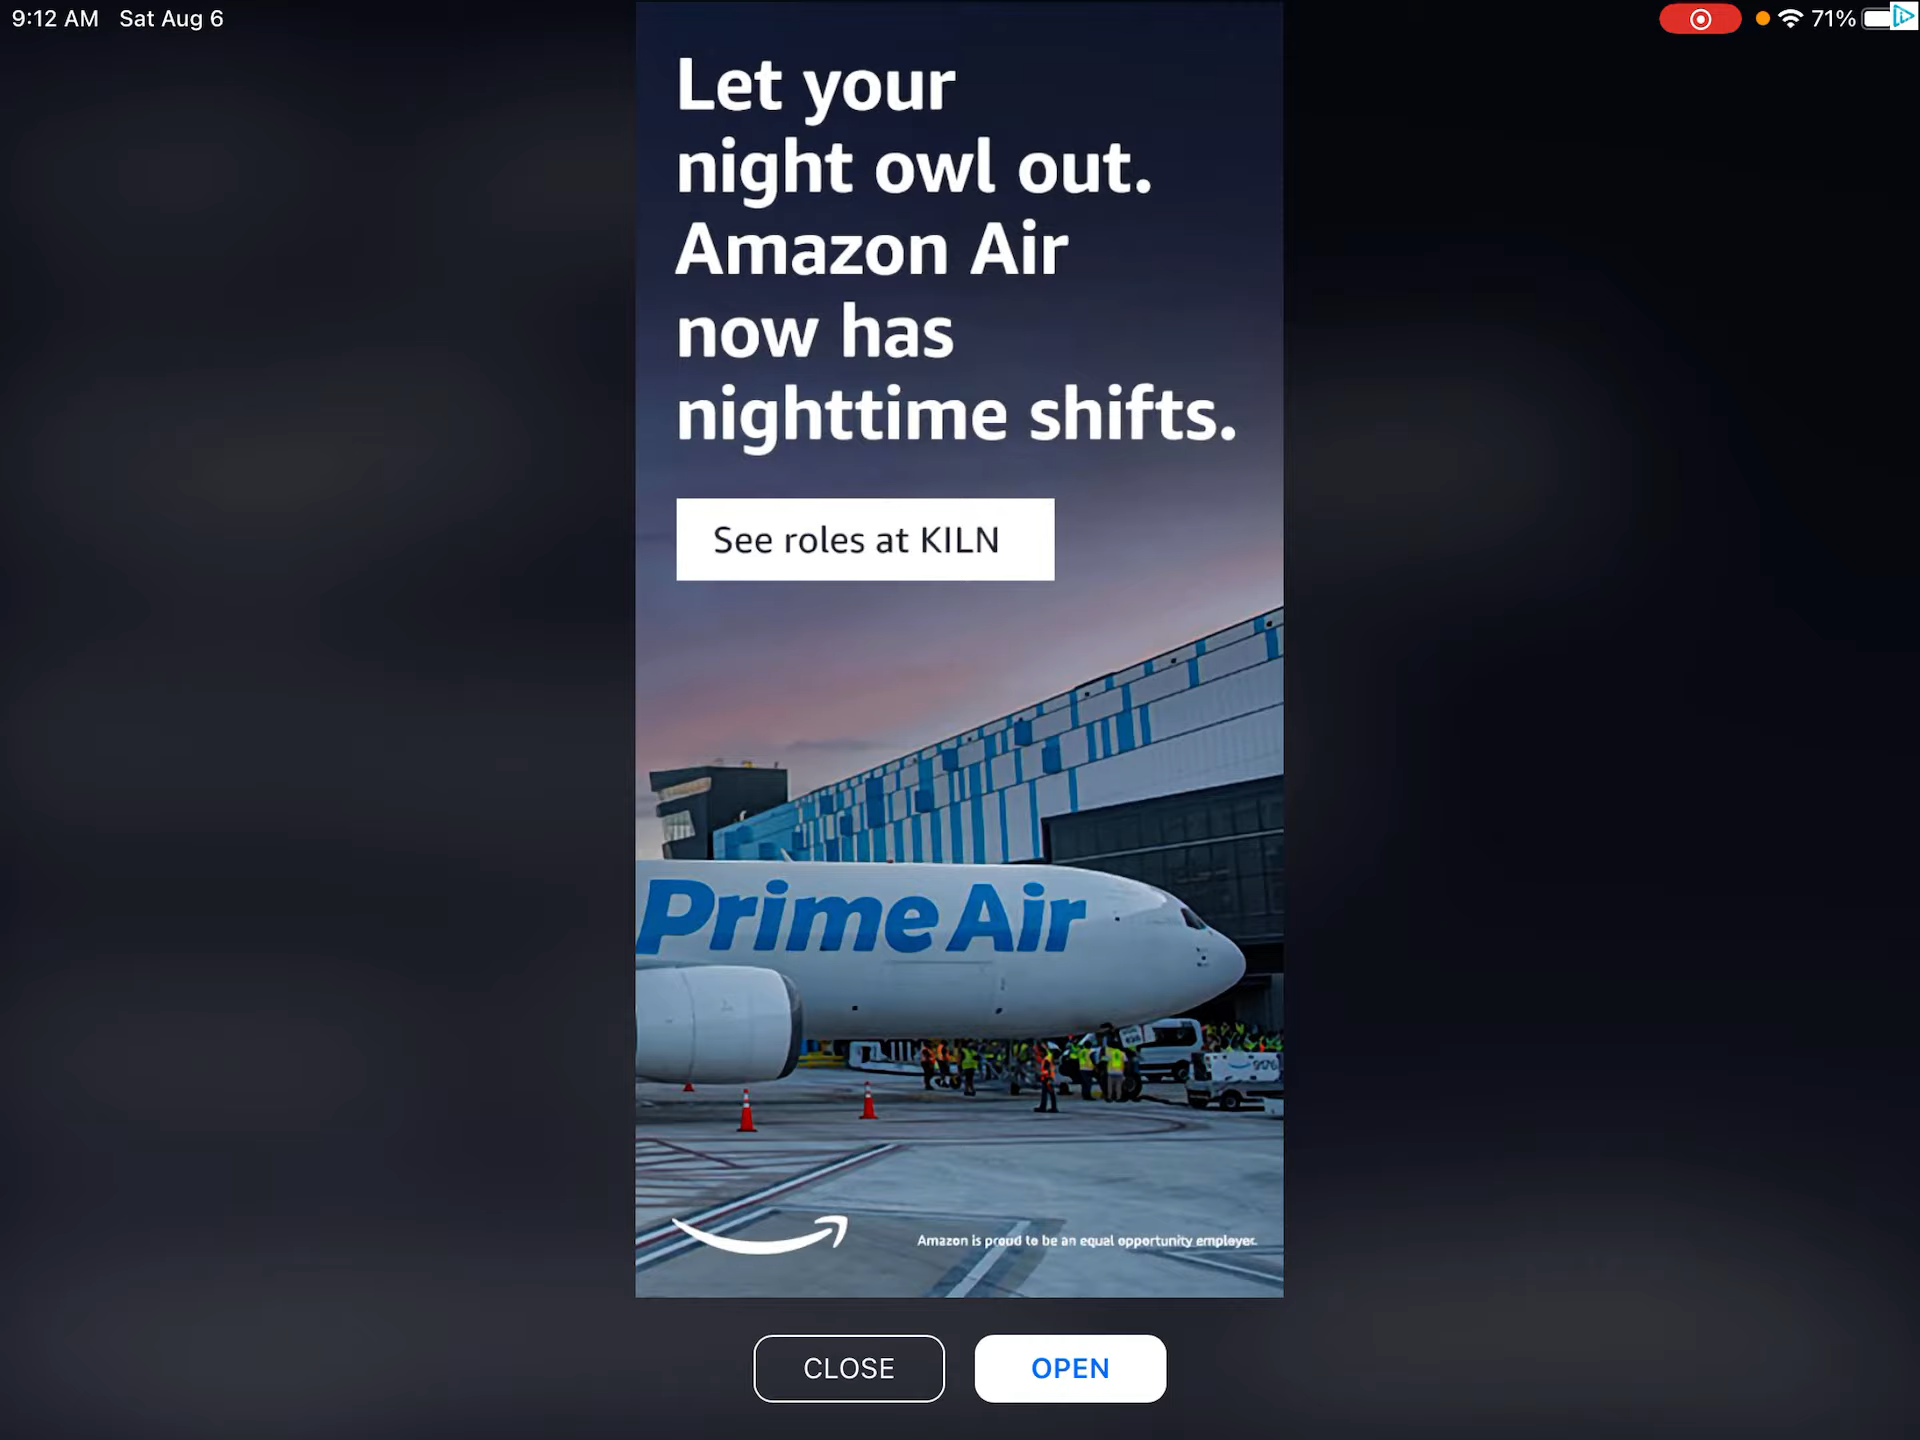 9:12 AM Sat Aug 6
71%
Let your
night owl out.
Amazon Air
now has
nighttime shifts.
See roles at KILN
Prime Air
Amazon is proud to be an equal opportunity employer.
CLOSE
OPEN